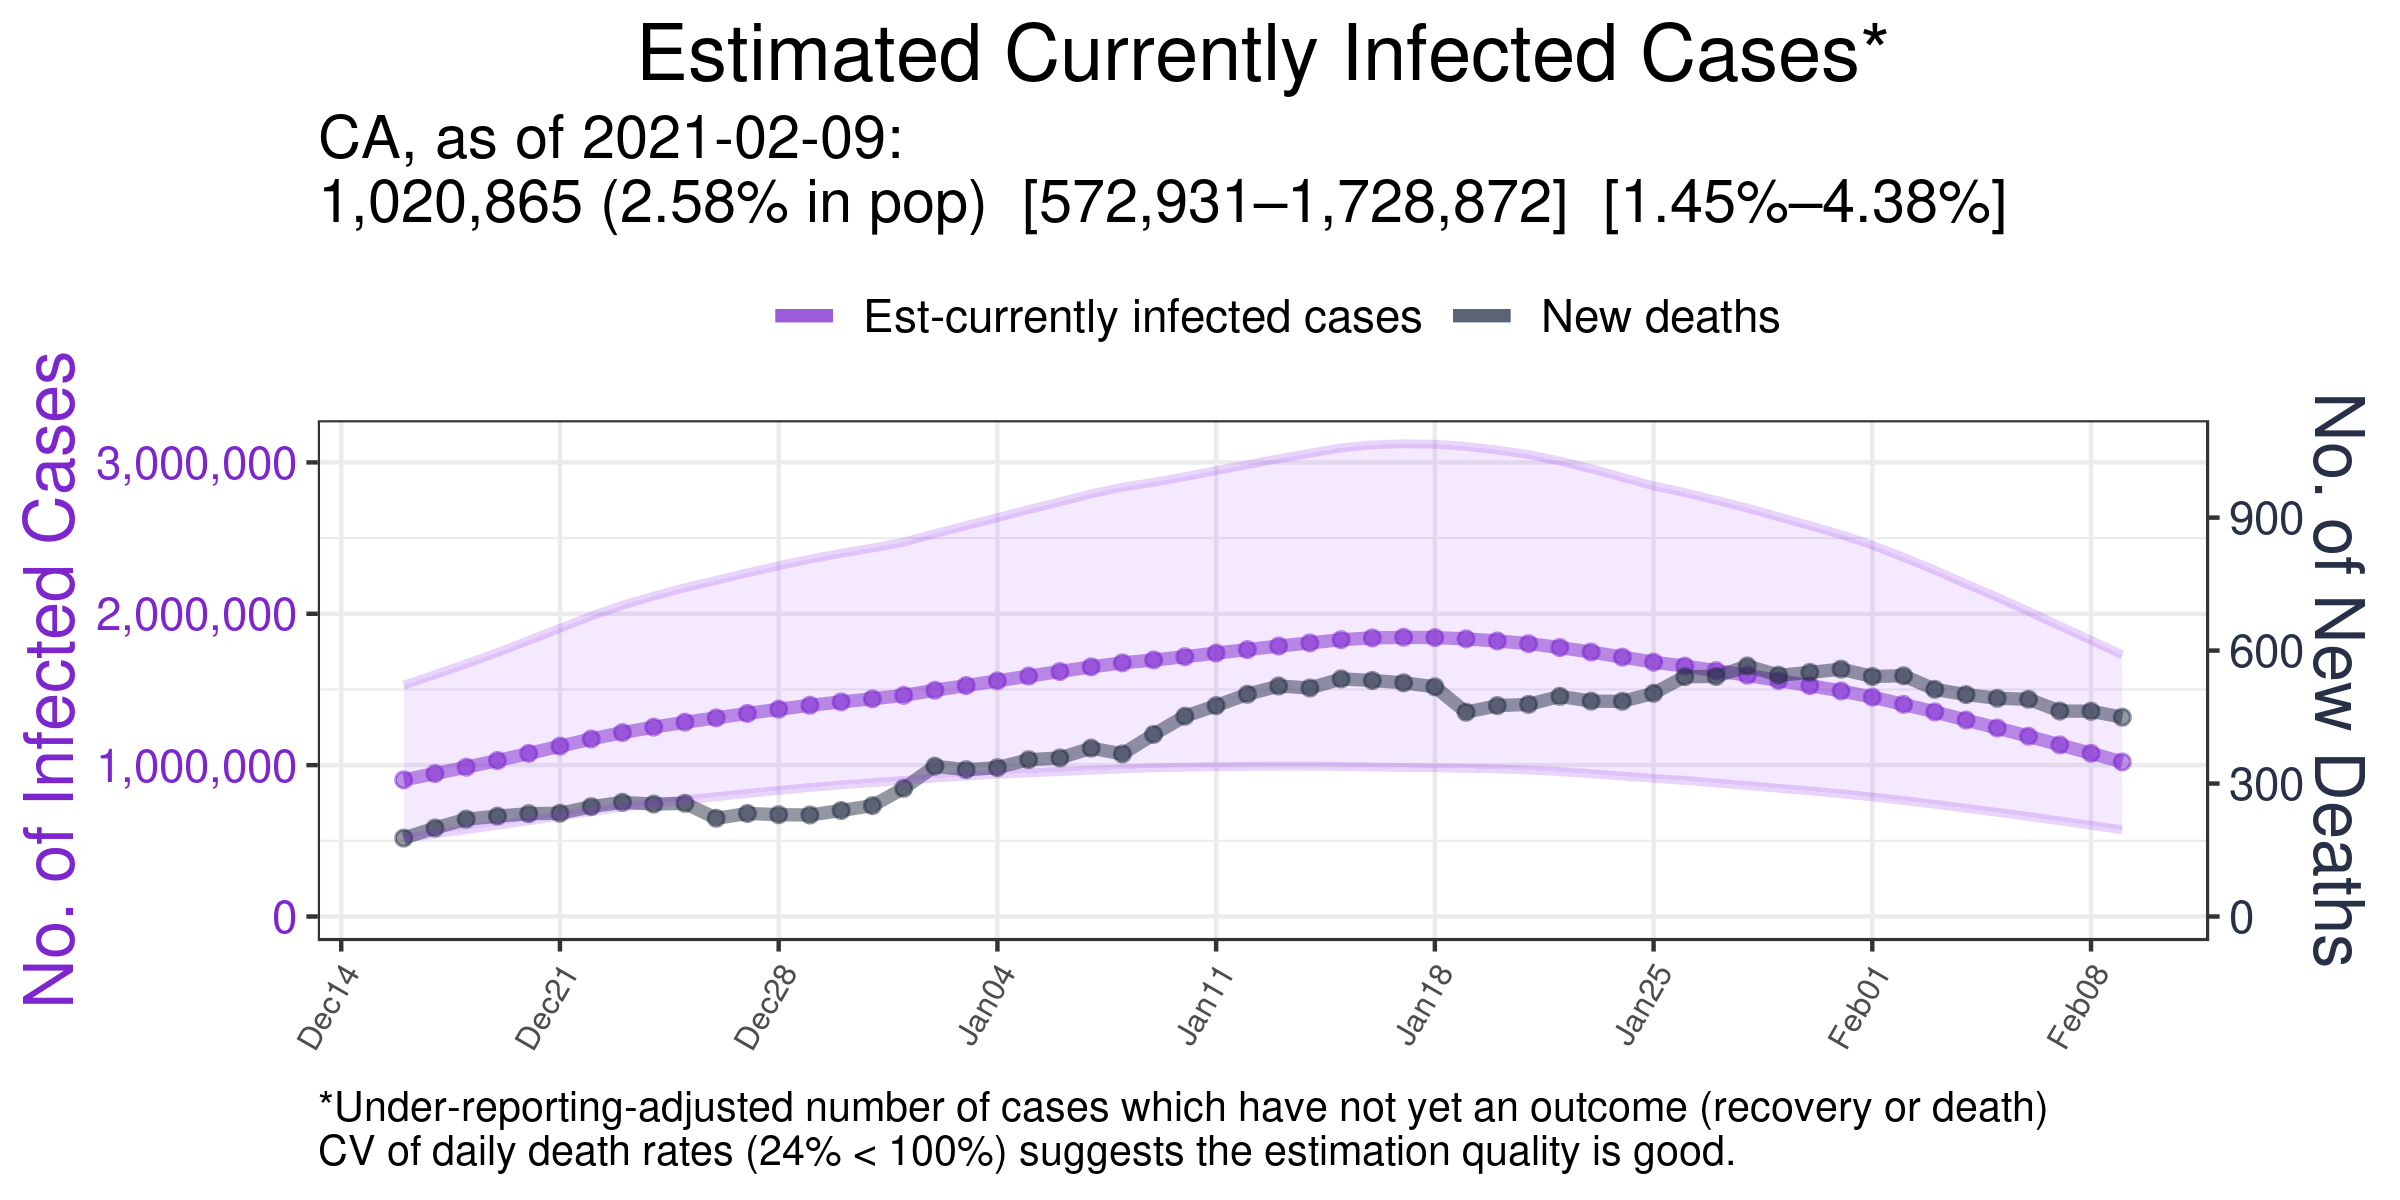 Estimated Currently Infected Cases*
CA, as of 2021-02-09:
1,020,865 (2.58% in pop)  [572,931–1,728,872]  [1.45%–4.38%]
Est-currently infected cases
New deaths
No. of Infected Cases
3,000,000
2,000,000
1,000,000
0
No. of New Deaths
900
600
300
0
Dec14
Dec21
Dec28
Jan04
Jan11
Jan18
Jan25
Feb01
Feb08
*Under-reporting-adjusted number of cases which have not yet an outcome (recovery or death)
CV of daily death rates (24% < 100%) suggests the estimation quality is good.